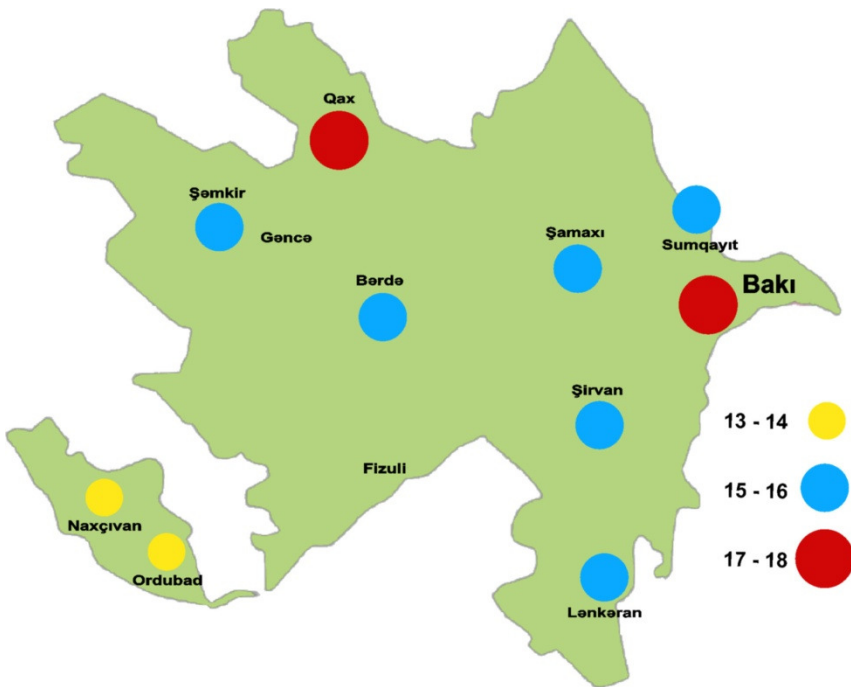 Qax
Şəmkir
Gəncə
Şamaxı
Sumqayıt
Bərdə
Bakı
Şirvan
13 - 14
Fizuli
15 - 16
Naxçıvan
Ordubad
17 - 18
Lənkəran